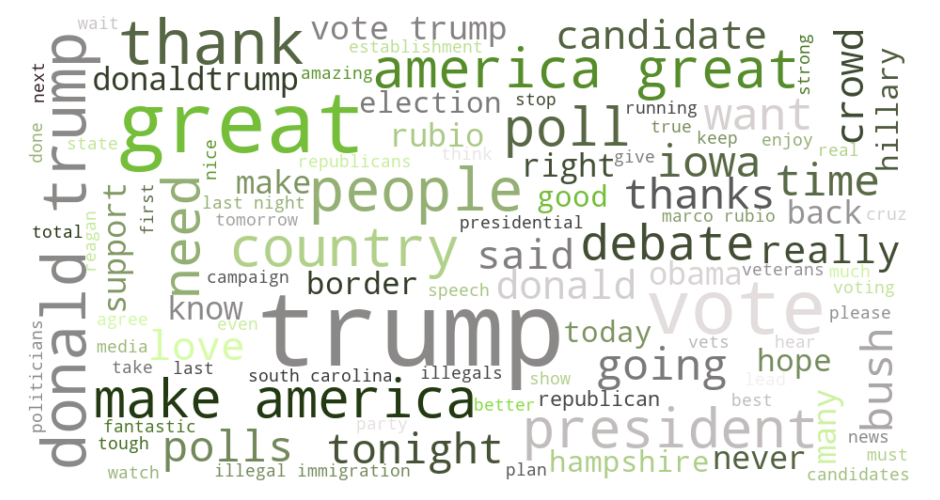 wait
thank
vote trump
candidate
establishment
america great
strong
next
donald trump
donaldtrump
amazing
crowd
hillary
great
election
stop
running
want
poll
rubio
true
keep
enjoy
real
done
state
nice
republicans
think
right
give
iowa
time
need
make
people
good
thanks
last night
tomorrow
presidential
marco rubio
back
cruz
first
support
reagan
total
country
said
debate
really
campaign
border
speech
donald
obama
veterans
much
voting
know
vote
please
agree
even
trump
today
politicians
media
love
vets
hear
bush
take
last
south carolina
illegals
show
going
hope
lead
make america
better
republican
best
many
fantastic
party
president
news
tough
polls
tonight
never
must
watch
illegal immigration
plan
hampshire
candidates